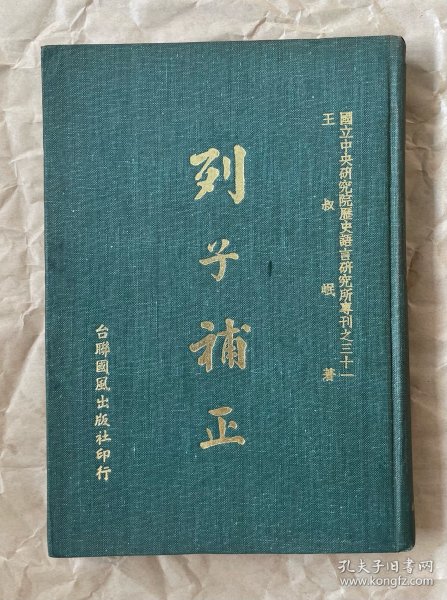 國立中央研究院歷史語言研究所專刊之三十一
王叔岷著
列子補正
台聯國風出版社印行
孔夫子旧书网
www.kongfz.com